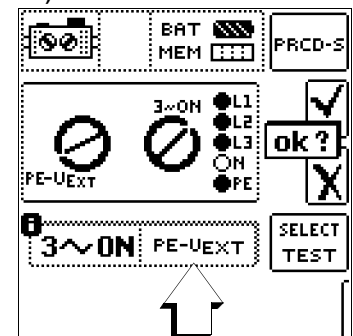 BAT
MEM
PRCD-S
3~ON
L1
L2
L3
N
PE
PE-UEXT
ok ?
3~ON PE-UEXT
SELECT
TEST